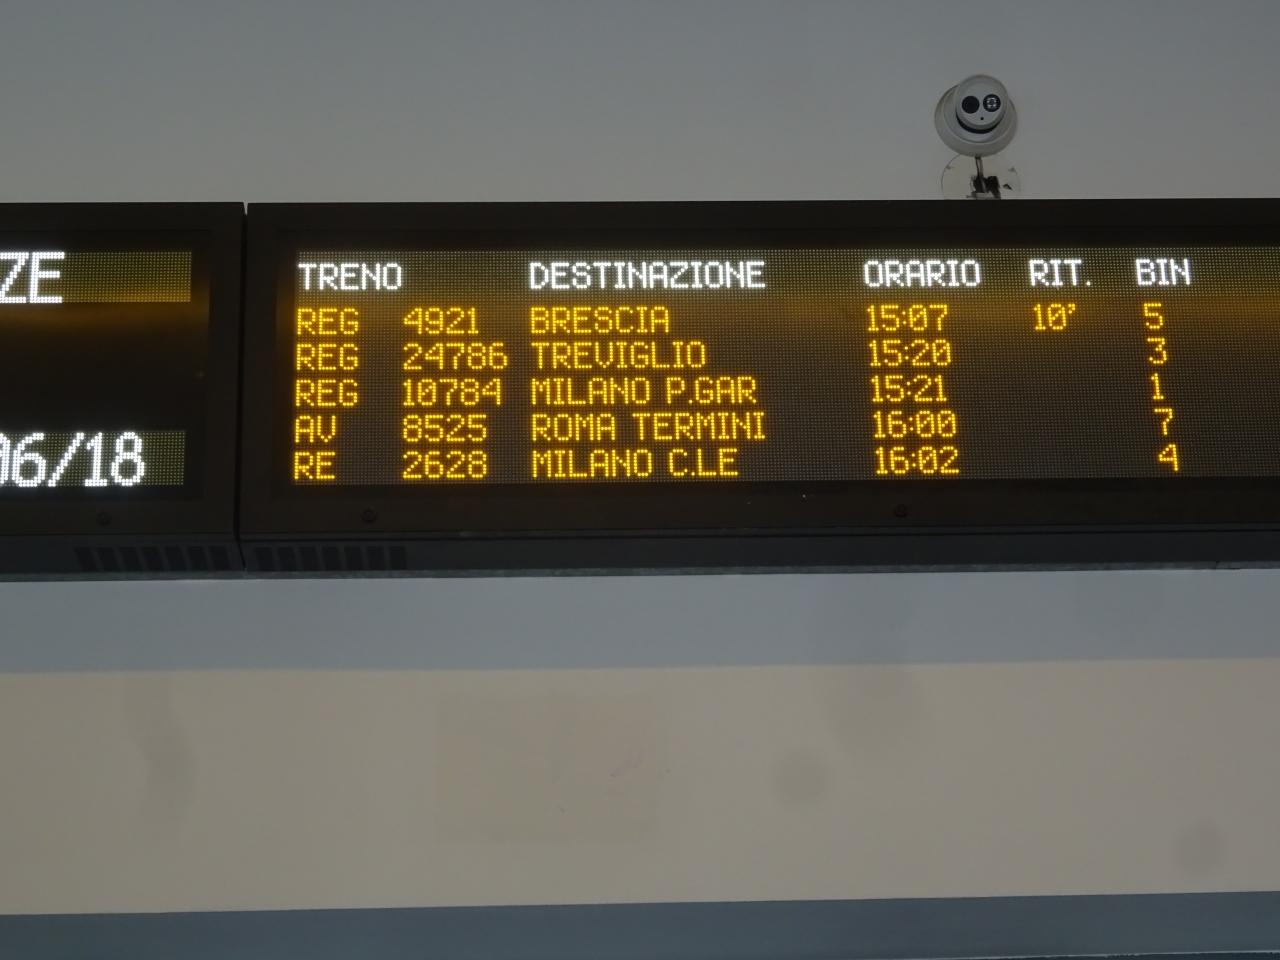 ZE
06/18
TRENO DESTINAZIONE ORARIO RIT. BIN
REG 4921 BRESCIA 15:07 10' 5
REG 24786 TREVIGLIO 15:20 3
REG 10784 MILANO P.GAR 15:21 1
AV 8525 ROMA TERMINI 16:00 7
RE 2628 MILANO C.LE 16:02 4